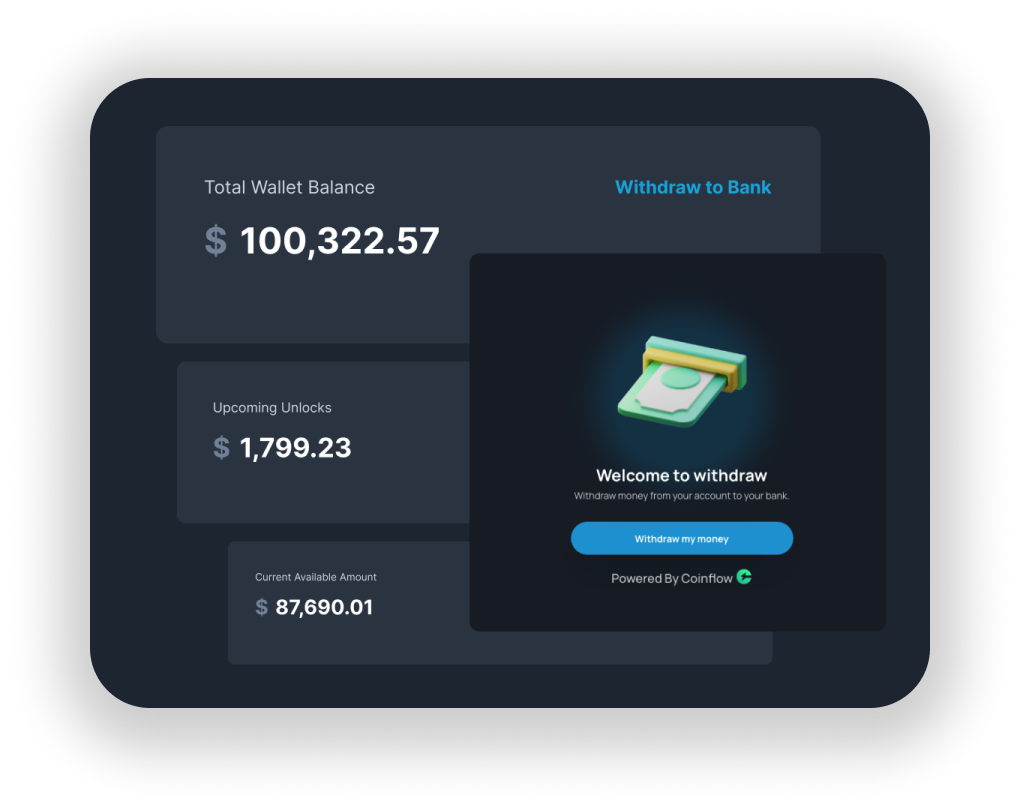 Total Wallet Balance
Withdraw to Bank
$ 100,322.57
Upcoming Unlocks
$ 1,799.23
Current Available Amount
$ 87,690.01
Welcome to withdraw
Withdraw money from your account to your bank.
Withdraw my money
Powered By Coinflow